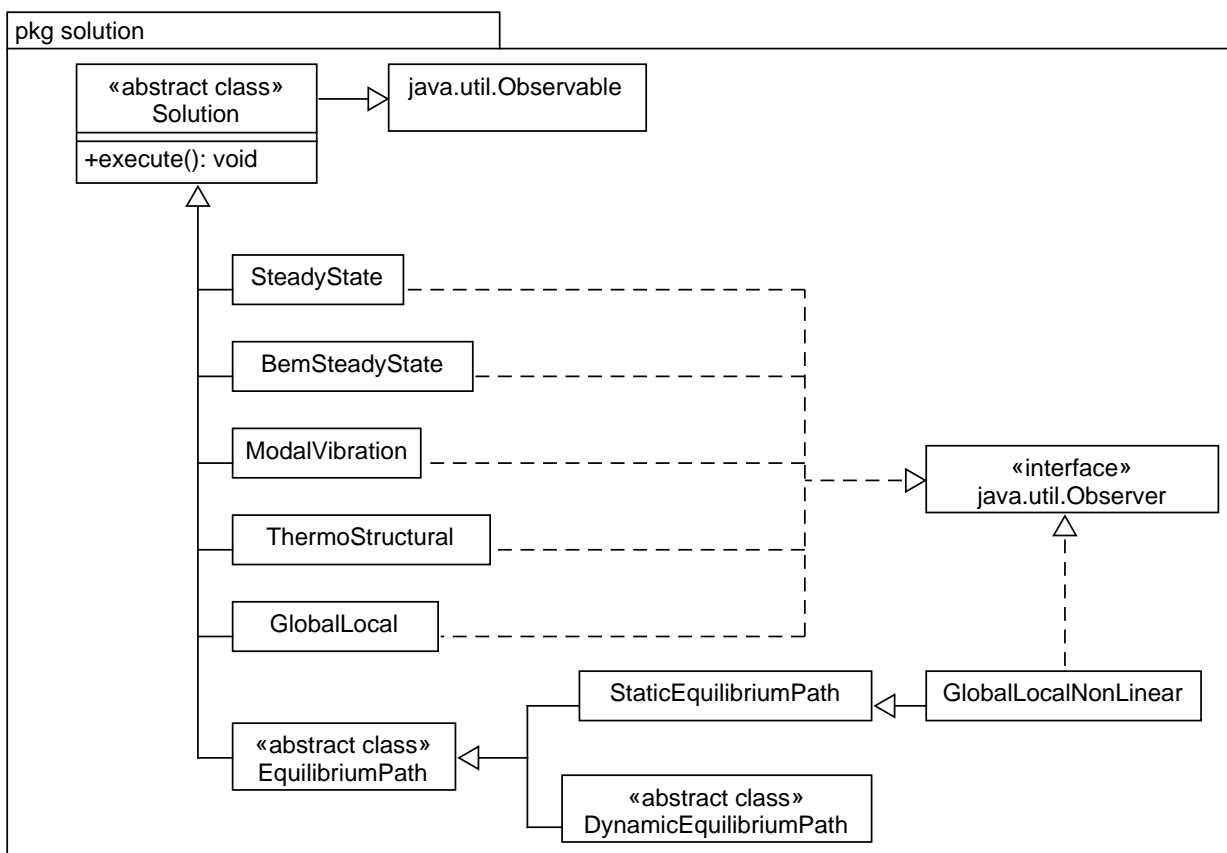 pkg solution
«abstract class»
Solution
+execute(): void
java.util.Observable
SteadyState
BemSteadyState
ModalVibration
ThermoStructural
GlobalLocal
«interface»
java.util.Observer
StaticEquilibriumPath
GlobalLocalNonLinear
«abstract class»
EquilibriumPath
«abstract class»
DynamicEquilibriumPath